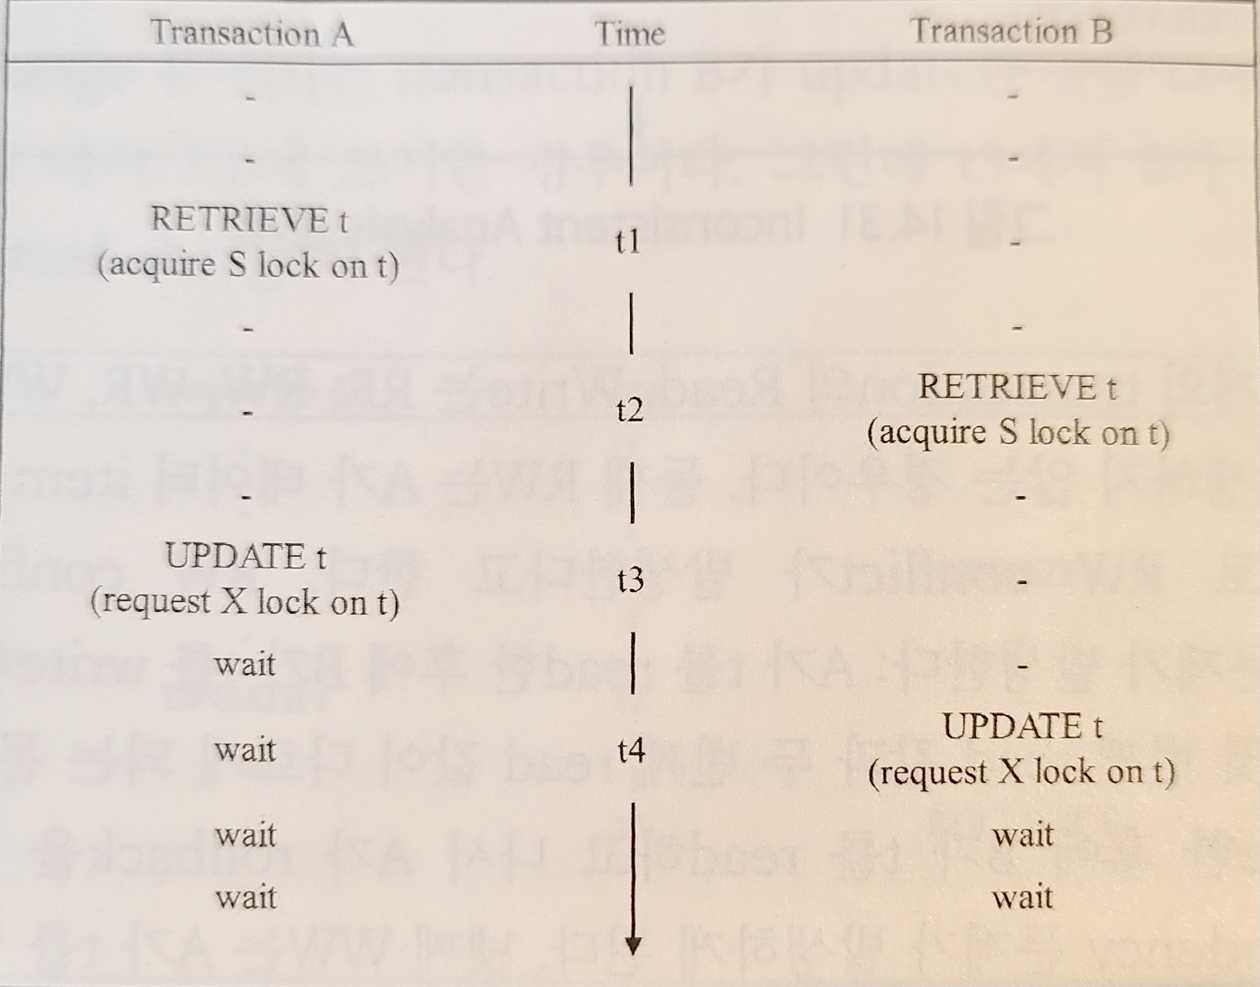 Transaction A Time Transaction B
- -
- -
RETRIEVE t
(acquire S lock on t) t1 -
- -
- t2 RETRIEVE t
(acquire S lock on t)
- -
UPDATE t
(request X lock on t) t3 -
wait -
wait t4 UPDATE t
(request X lock on t)
wait wait
wait wait